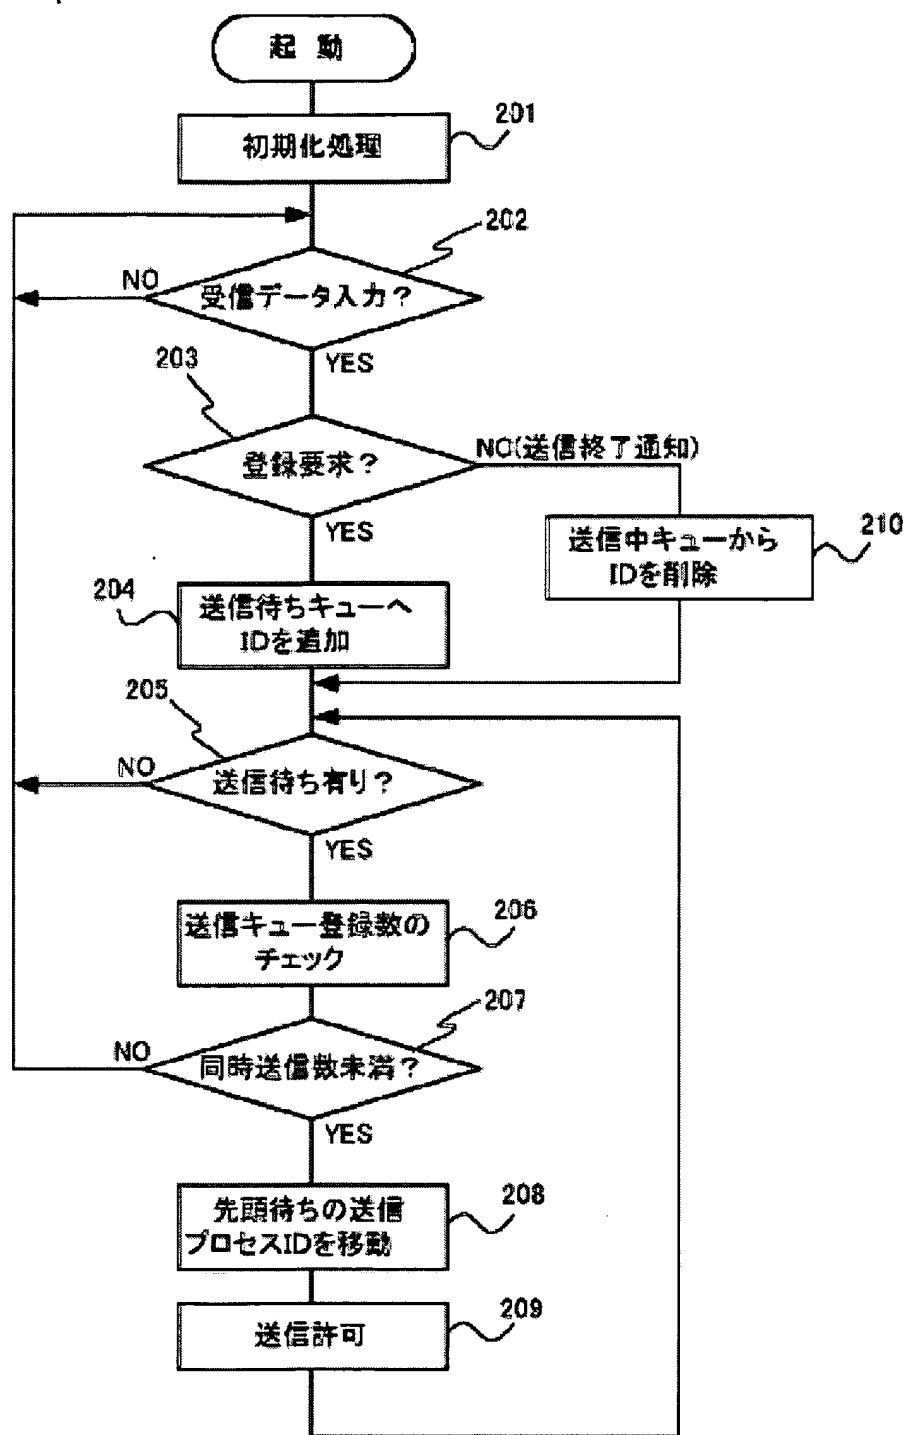 起動
初期化処理
201
202
受信データ入力？
NO
YES
203
登録要求？
NO(送信終了通知)
YES
送信中キューから
IDを削除
210
204
送信待ちキューへ
IDを追加
205
送信待ち有り？
NO
YES
送信キュー登録数の
チェック
206
207
同時送信数未満？
NO
YES
先頭待ちの送信
プロセスIDを移動
208
送信許可
209